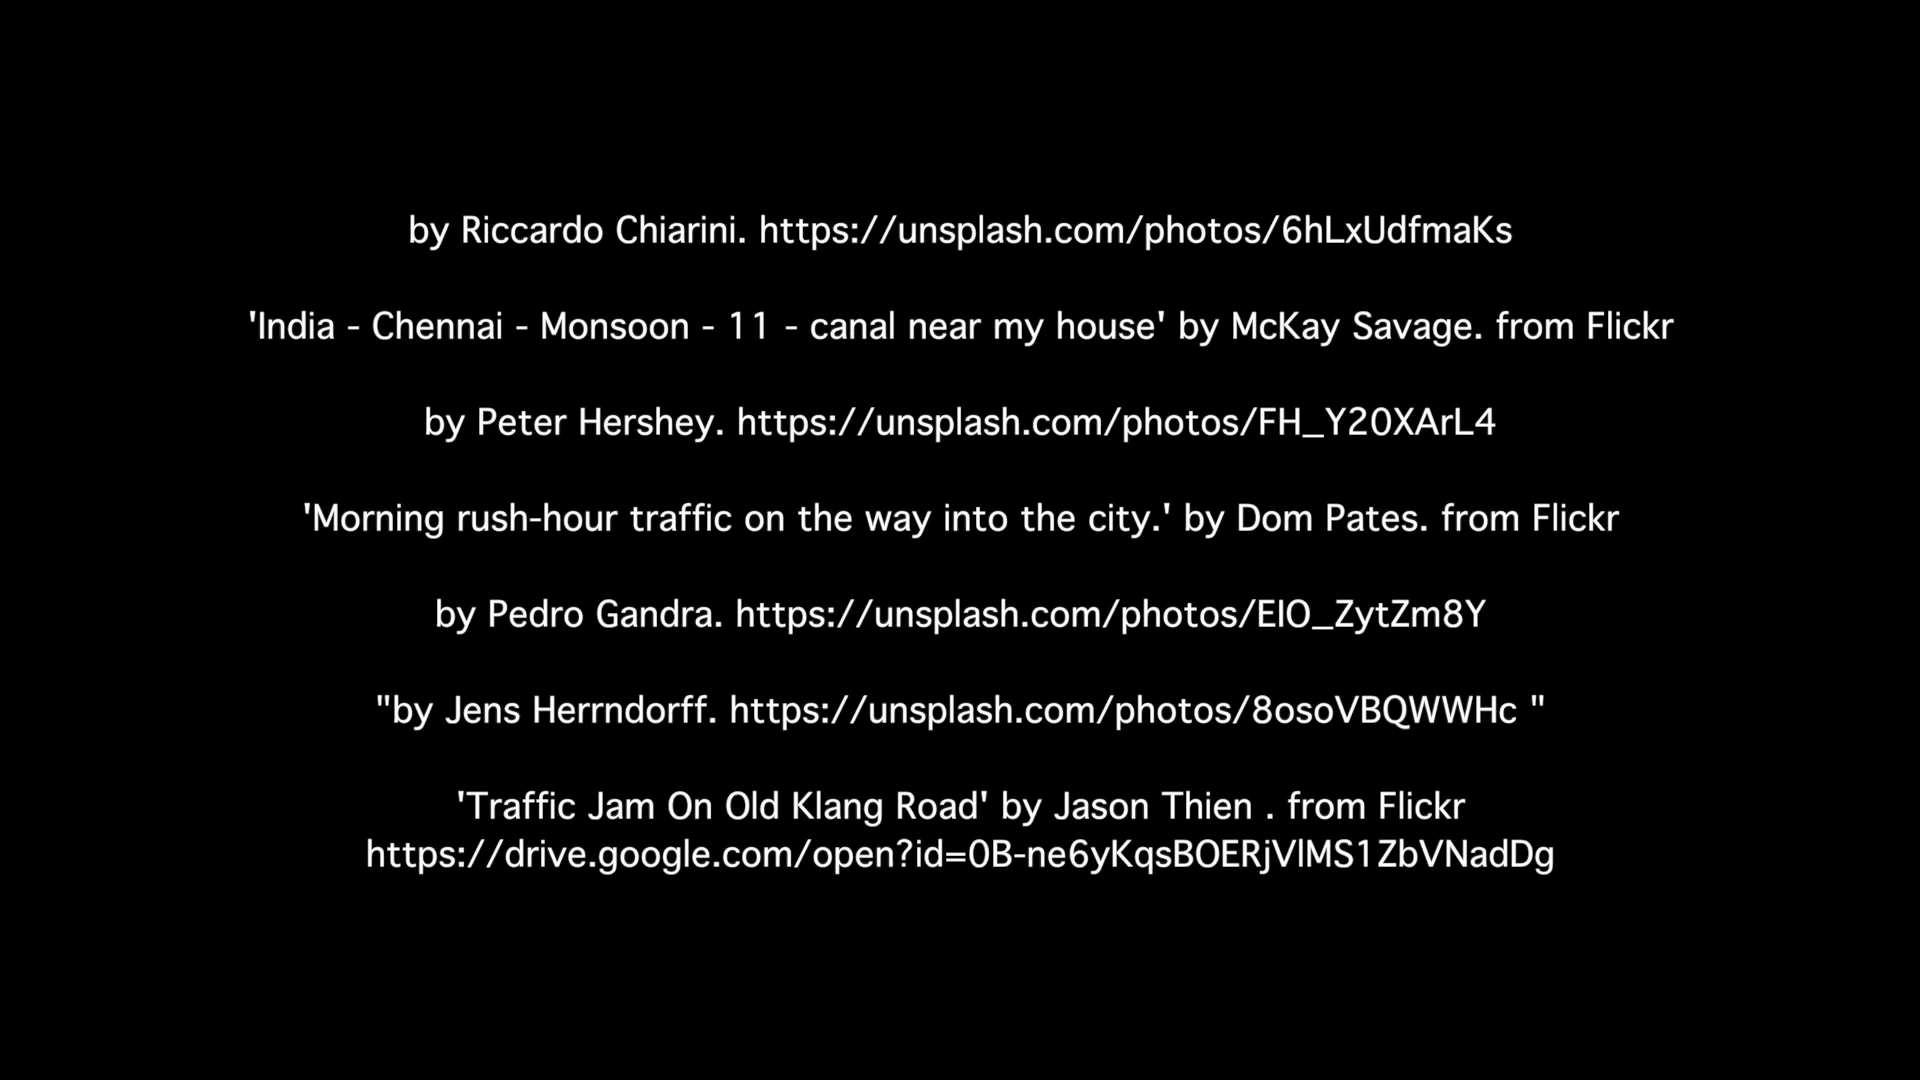 by Riccardo Chiarini. https://unsplash.com/photos/6hLxUdfmaKs
'India - Chennai - Monsoon - 11 - canal near my house' by McKay Savage. from Flickr
by Peter Hershey. https://unsplash.com/photos/FH_Y20XArL4
'Morning rush-hour traffic on the way into the city.' by Dom Pates. from Flickr
by Pedro Gandra. https://unsplash.com/photos/EIO_ZytZm8Y
"by Jens Herrndorff. https://unsplash.com/photos/8osoVBQWWHc "
'Traffic Jam On Old Klang Road' by Jason Thien . from Flickr
https://drive.google.com/open?id=0B-ne6yKqsBOERjVlMS1ZbVNadDg